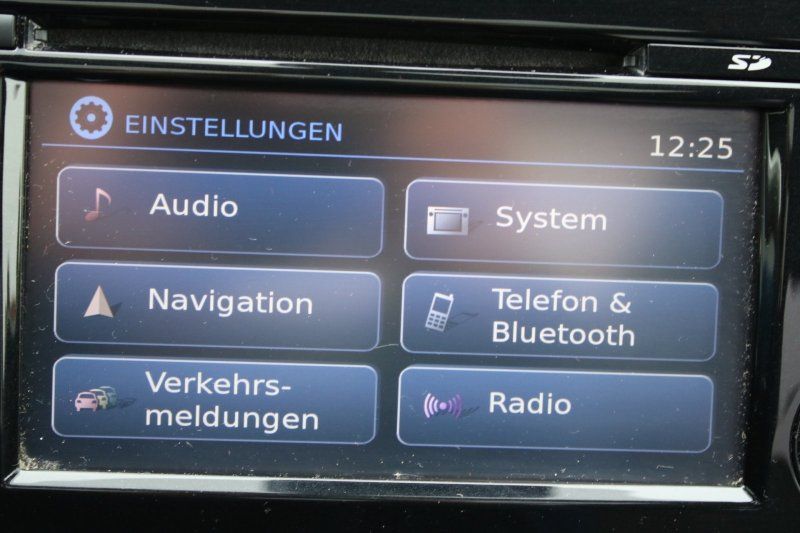 SD
EINSTELLUNGEN
12:25
Audio
System
Navigation
Telefon &
Bluetooth
Verkehrs-
meldungen
Radio